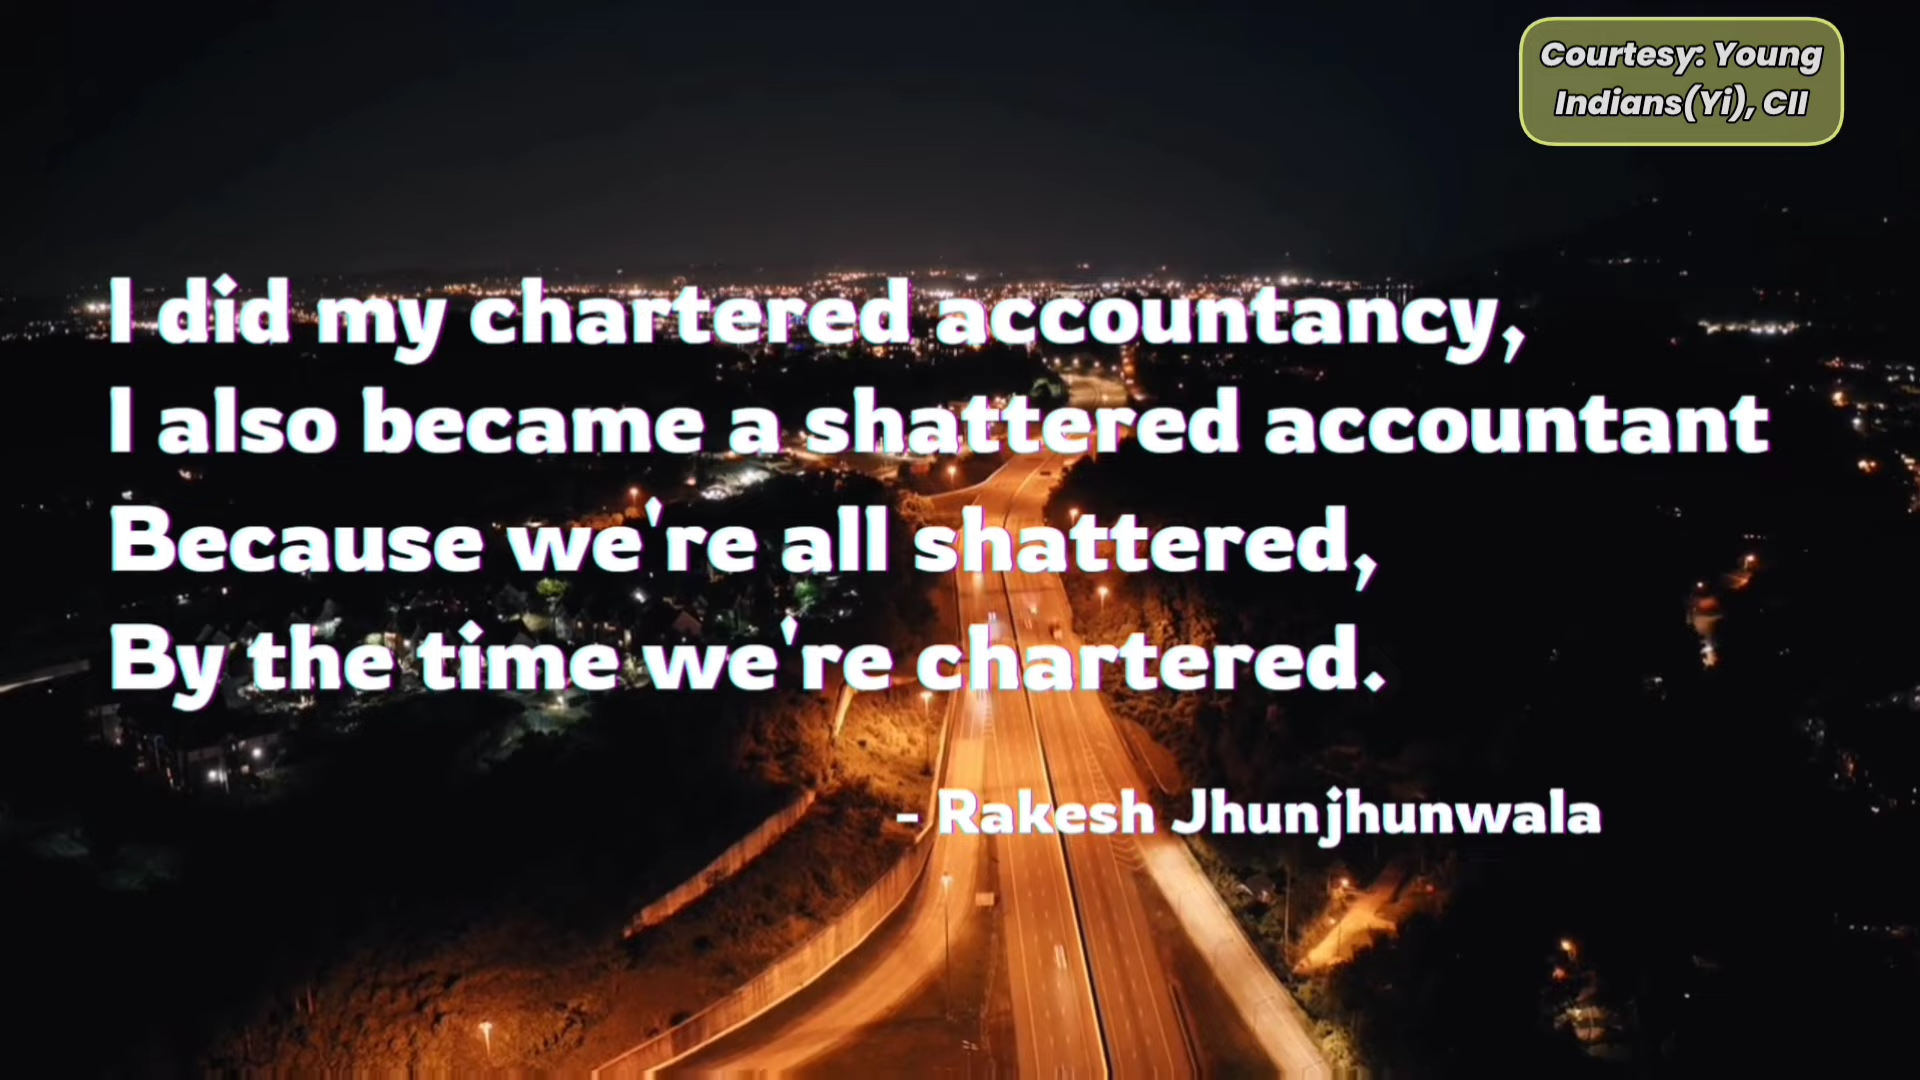 Courtesy: Young
Indians(Yi), CII
I did my chartered accountancy,
I also became a shattered accountant
Because we're all shattered,
By the time we're chartered.
- Rakesh Jhunjhunwala